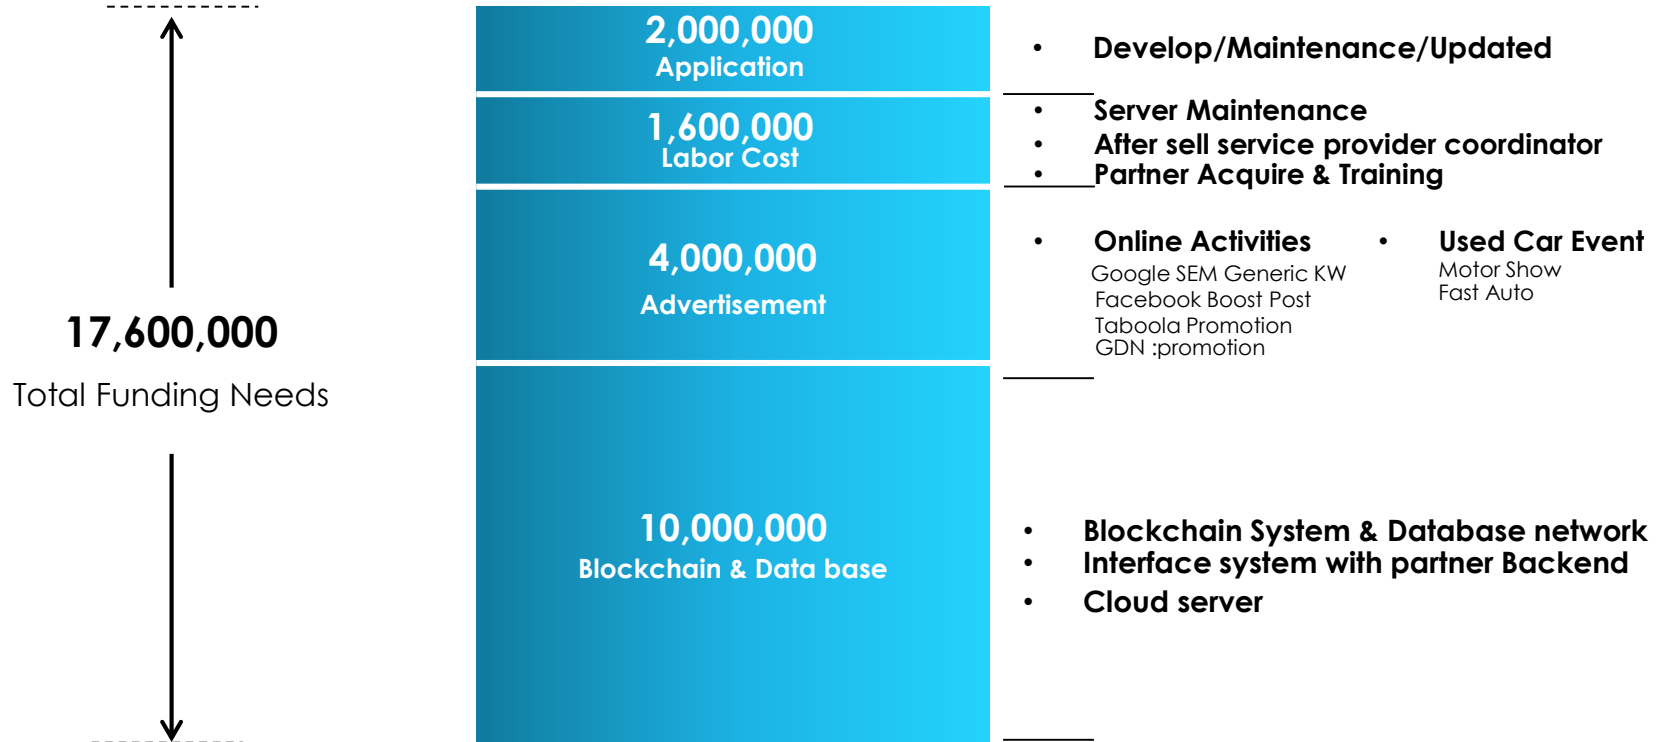 17,600,000
Total Funding Needs
2,000,000
Application
• Develop/Maintenance/Updated
1,600,000
Labor Cost
• Server Maintenance
• After sell service provider coordinator
• Partner Acquire & Training
4,000,000
Advertisement
• Online Activities
Google SEM Generic KW
Facebook Boost Post
Taboola Promotion
GDN :promotion
• Used Car Event
Motor Show
Fast Auto
10,000,000
Blockchain & Data base
• Blockchain System & Database network
• Interface system with partner Backend
• Cloud server